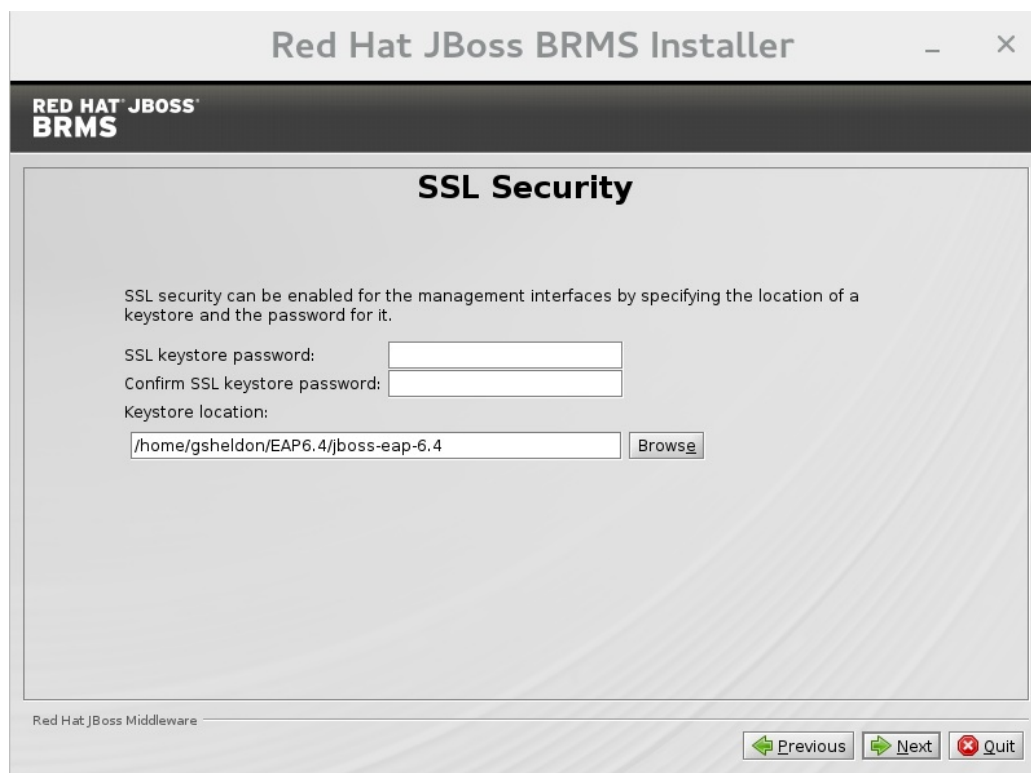 Red Hat JBoss BRMS Installer
RED HAT® JBOSS®
BRMS
SSL Security
SSL security can be enabled for the management interfaces by specifying the location of a
keystore and the password for it.
SSL keystore password:
Confirm SSL keystore password:
Keystore location:
/home/gsheldon/EAP6.4/jboss-eap-6.4 Browse
Red Hat JBoss Middleware
Previous Next Quit